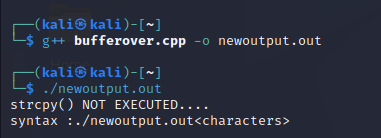 ┌──(kali㉿kali)-[~]
└─$ g++ bufferover.cpp -o newoutput.out
┌──(kali㉿kali)-[~]
└─$ ./newoutput.out
strcpy() NOT EXECUTED....
syntax :./newoutput.out<characters>